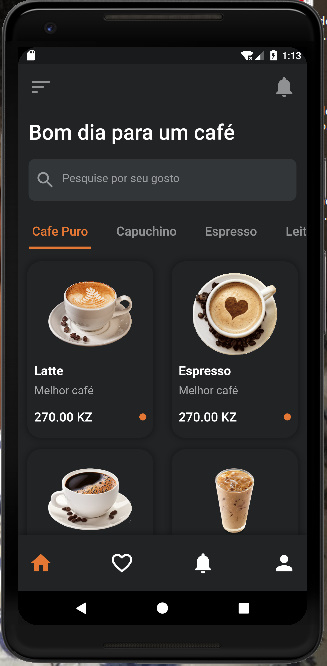 1:13
Bom dia para um café
Pesquise por seu gosto
Cafe Puro Capuchino Espresso Leit
Latte Espresso
Melhor café Melhor café
270.00 KZ 270.00 KZ